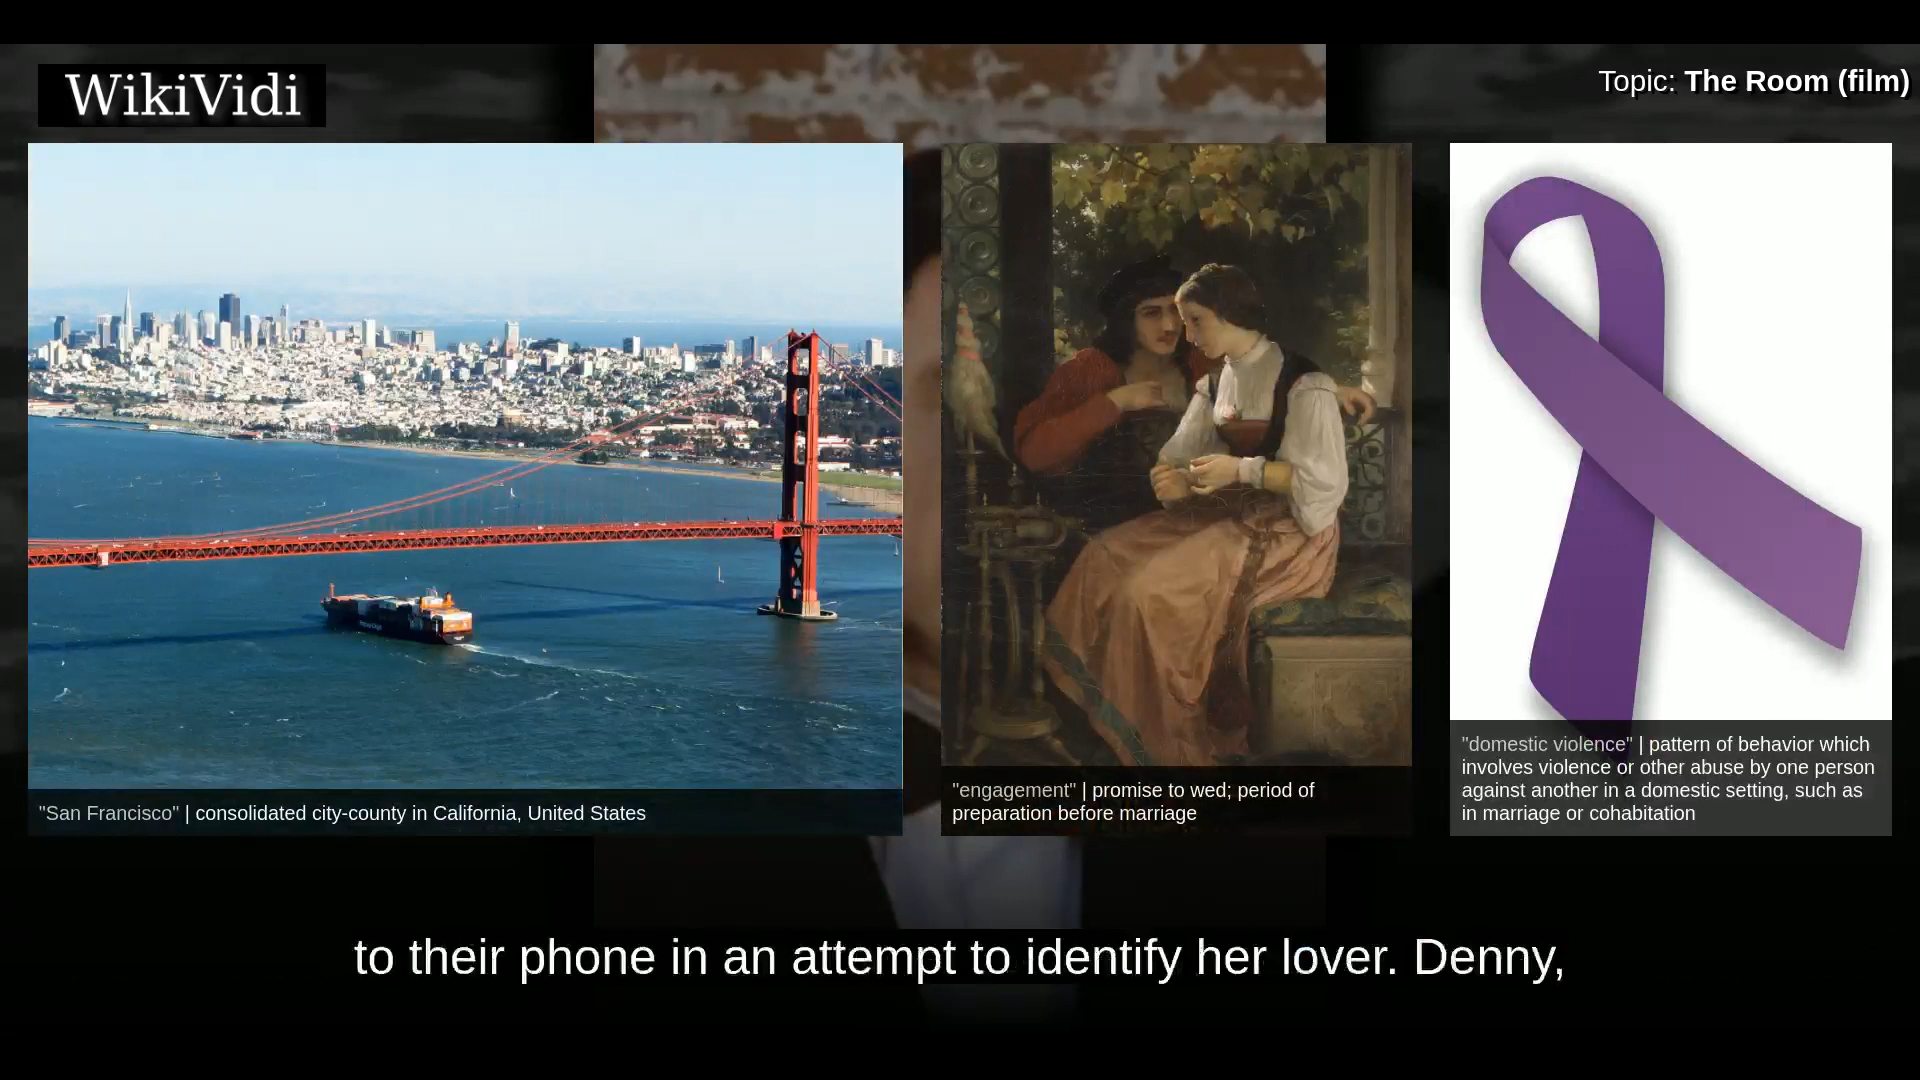 WikiVidi
Topic: The Room (film)
"San Francisco" | consolidated city-county in California, United States
"engagement" | promise to wed; period of
preparation before marriage
"domestic violence" | pattern of behavior which
involves violence or other abuse by one person
against another in a domestic setting, such as
in marriage or cohabitation
to their phone in an attempt to identify her lover. Denny,